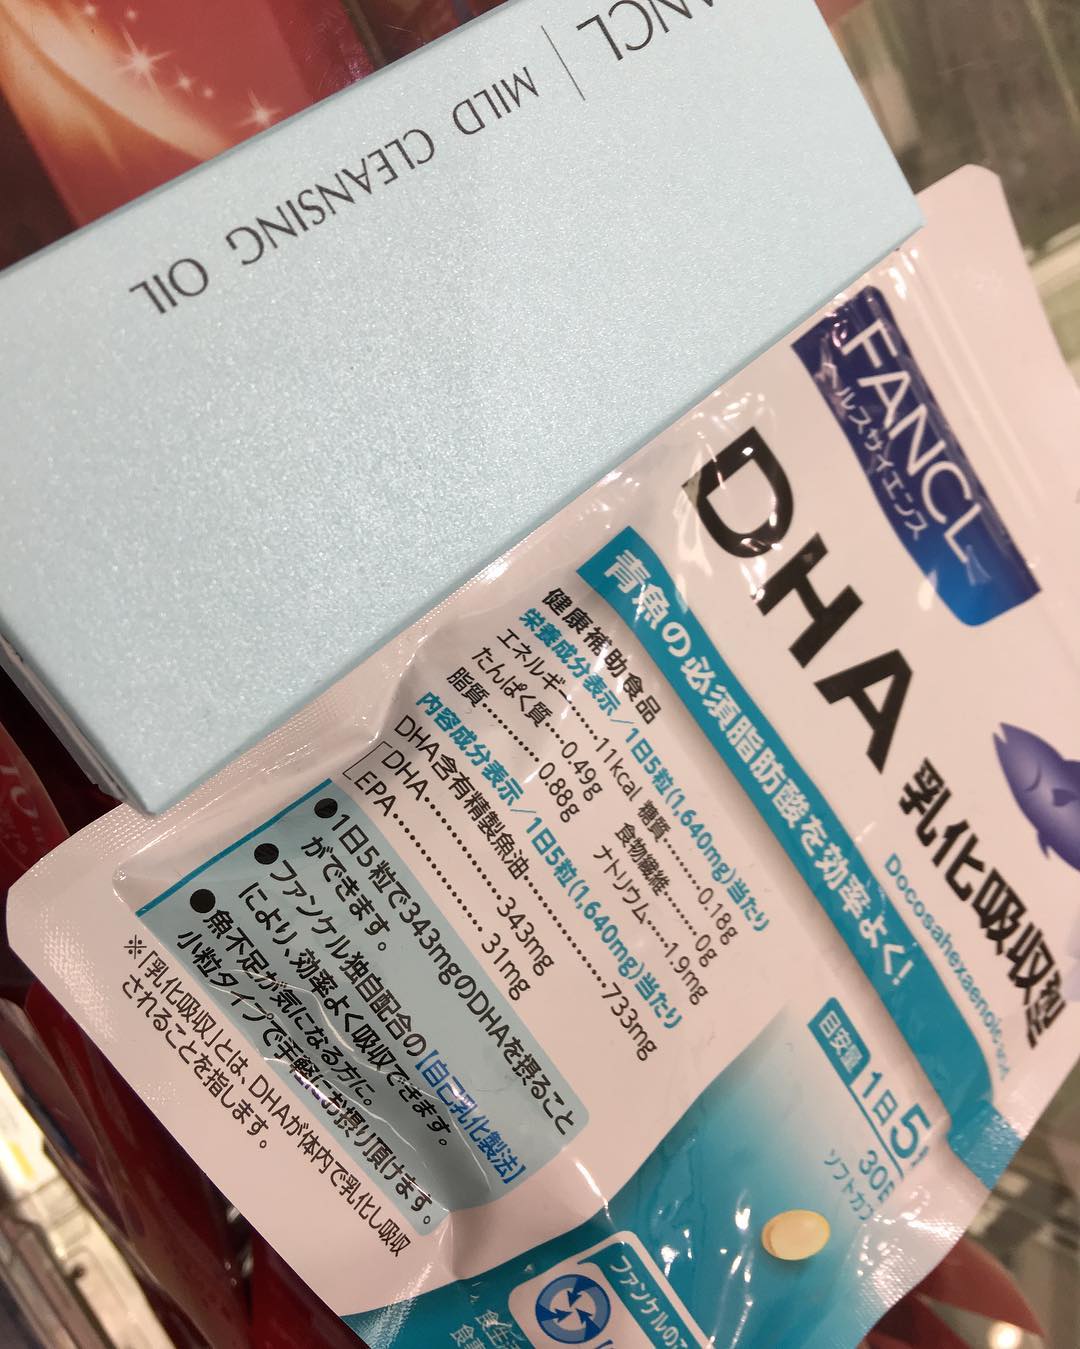 FANCL | MILD CLEANSING OIL
FANCL
ヘルスサイエンス
DHA 乳化吸収型
Docosahexaenoic
青魚の必須脂肪酸を効率よく!
健康補助食品
栄養成分表示/1日5粒(1,640mg)当たり
エネルギー……11kcal 糖質………0.18g
たんぱく質…0.49g 食物繊維……0g
脂質…………0.88g ナトリウム…1.9mg
内容成分表示/1日5粒(1,640mg)当たり
DHA含有精製魚油…………733mg
DHA…………343mg
EPA…………31mg
●1日5粒で343mgのDHAを摂ること
ができます。
●ファンケル独自配合の【自己乳化製法】
により、効率よく吸収できます。
●魚不足が気になる方に。
小粒タイプで手軽にお摂り頂けます。
※「乳化吸収」とは、DHAが体内で乳化し吸収
されることを指します。
目安量 1日5
30日
ソフトカプ
ファンケルの